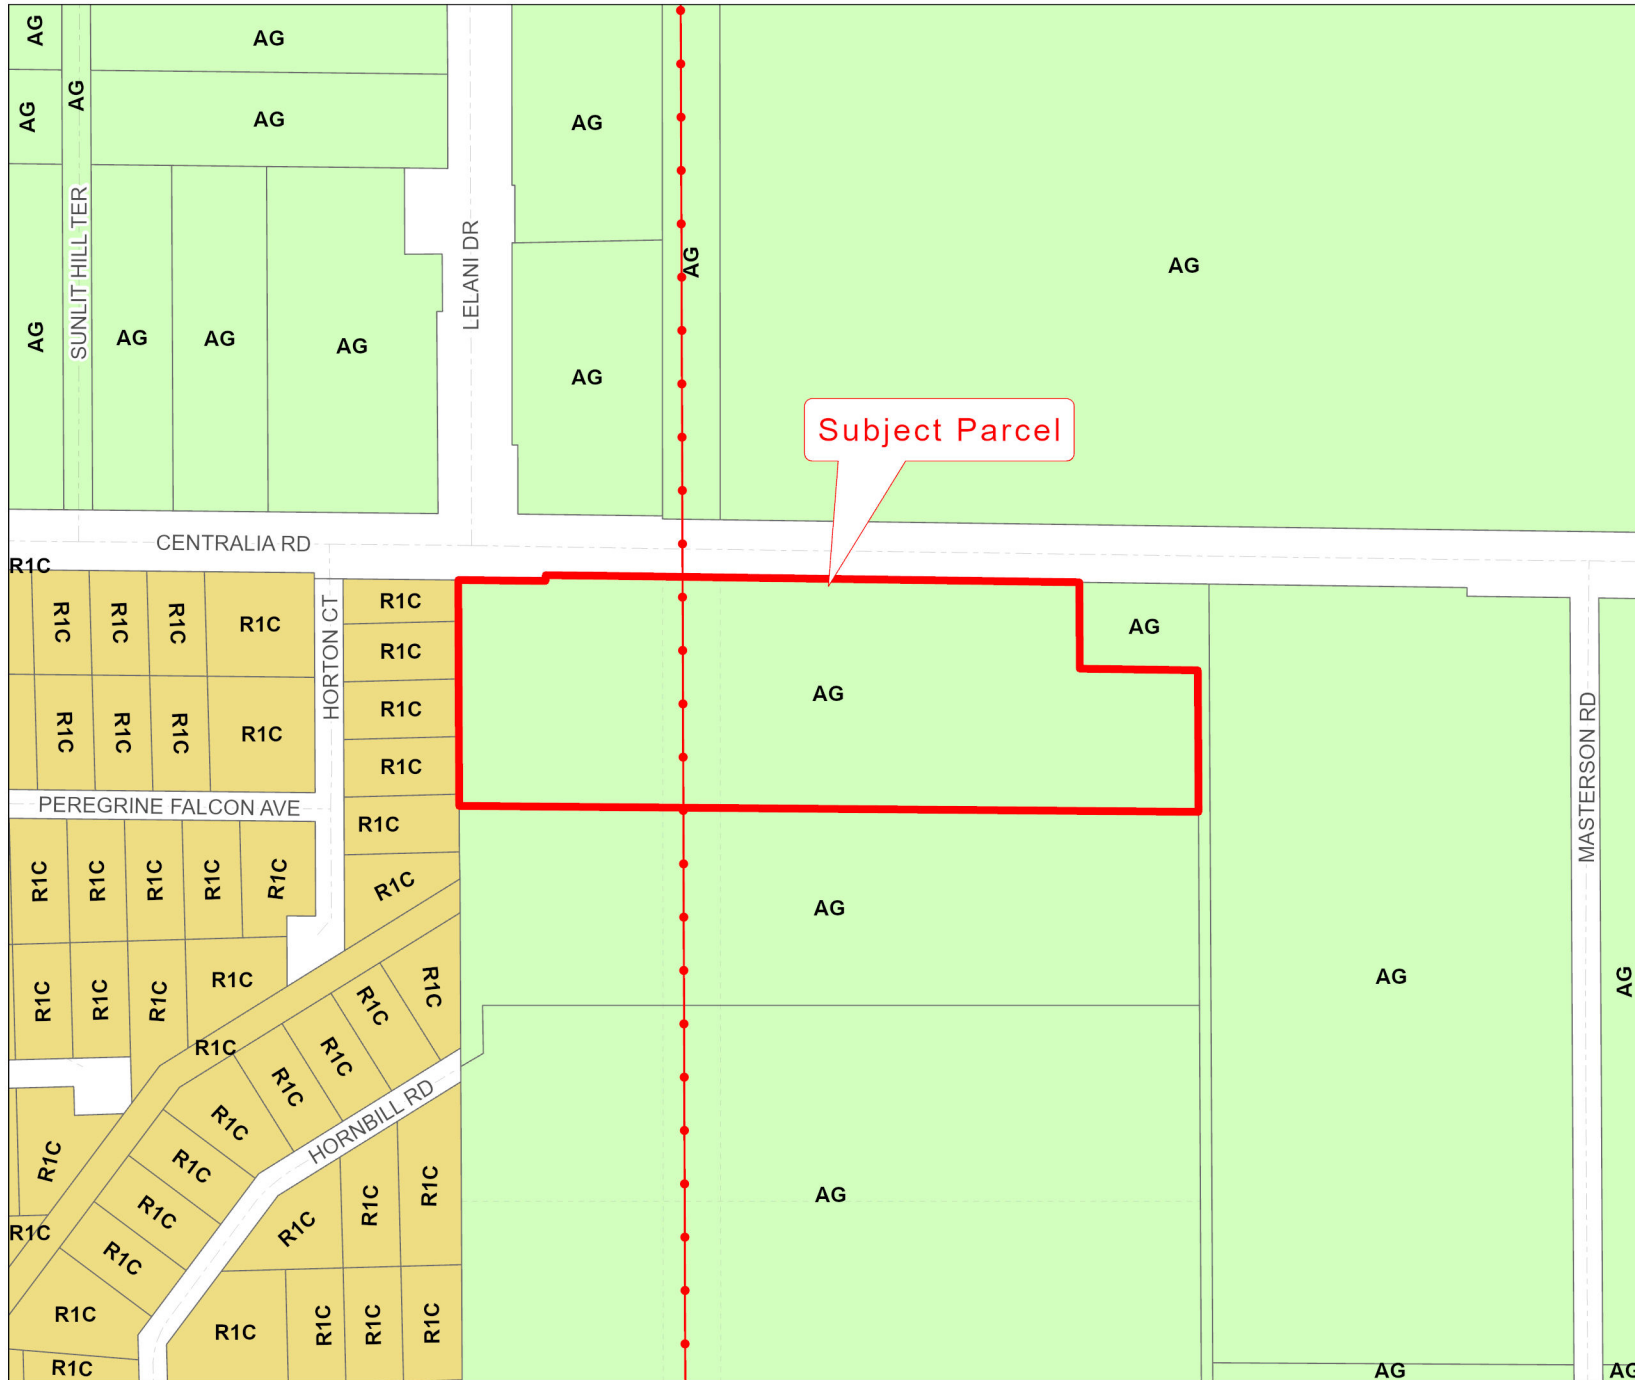 AG
AG
AG
AG
AG
AG
AG
SUNLIT HILL TER
LELANI DR
AG
AG
AG
AG
AG
AG
AG
Subject Parcel
CENTRALIA RD
R1C
R1C
R1C
R1C
R1C
HORTON CT
R1C
R1C
R1C
R1C
AG
AG
R1C
R1C
R1C
R1C
MASTERSON RD
PEREGRINE FALCON AVE
R1C
R1C
R1C
R1C
R1C
R1C
R1C
AG
R1C
R1C
R1C
R1C
R1C
R1C
AG
AG
R1C
R1C
R1C
R1C
HORNBILL RD
R1C
R1C
R1C
R1C
R1C
AG
R1C
R1C
R1C
R1C
R1C
R1C
R1C
R1C
R1C
AG
AG